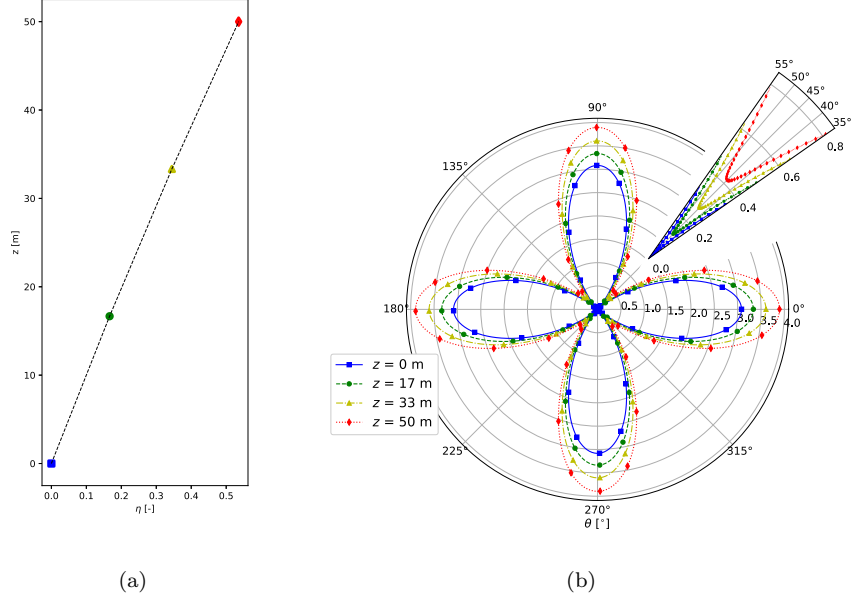 50
40
30
20
10
0
z [m]
0.0 0.1 0.2 0.3 0.4 0.5
η [-]
(a)
55°
50°
45°
40°
35°
0.8
0.6
0.4
0.2
0.0
90°
135°
180°
0°
0.5 1.0 1.5 2.0 2.5 3.0 3.5 4.0
225°
315°
270°
θ [°]
z = 0 m
z = 17 m
z = 33 m
z = 50 m
(b)